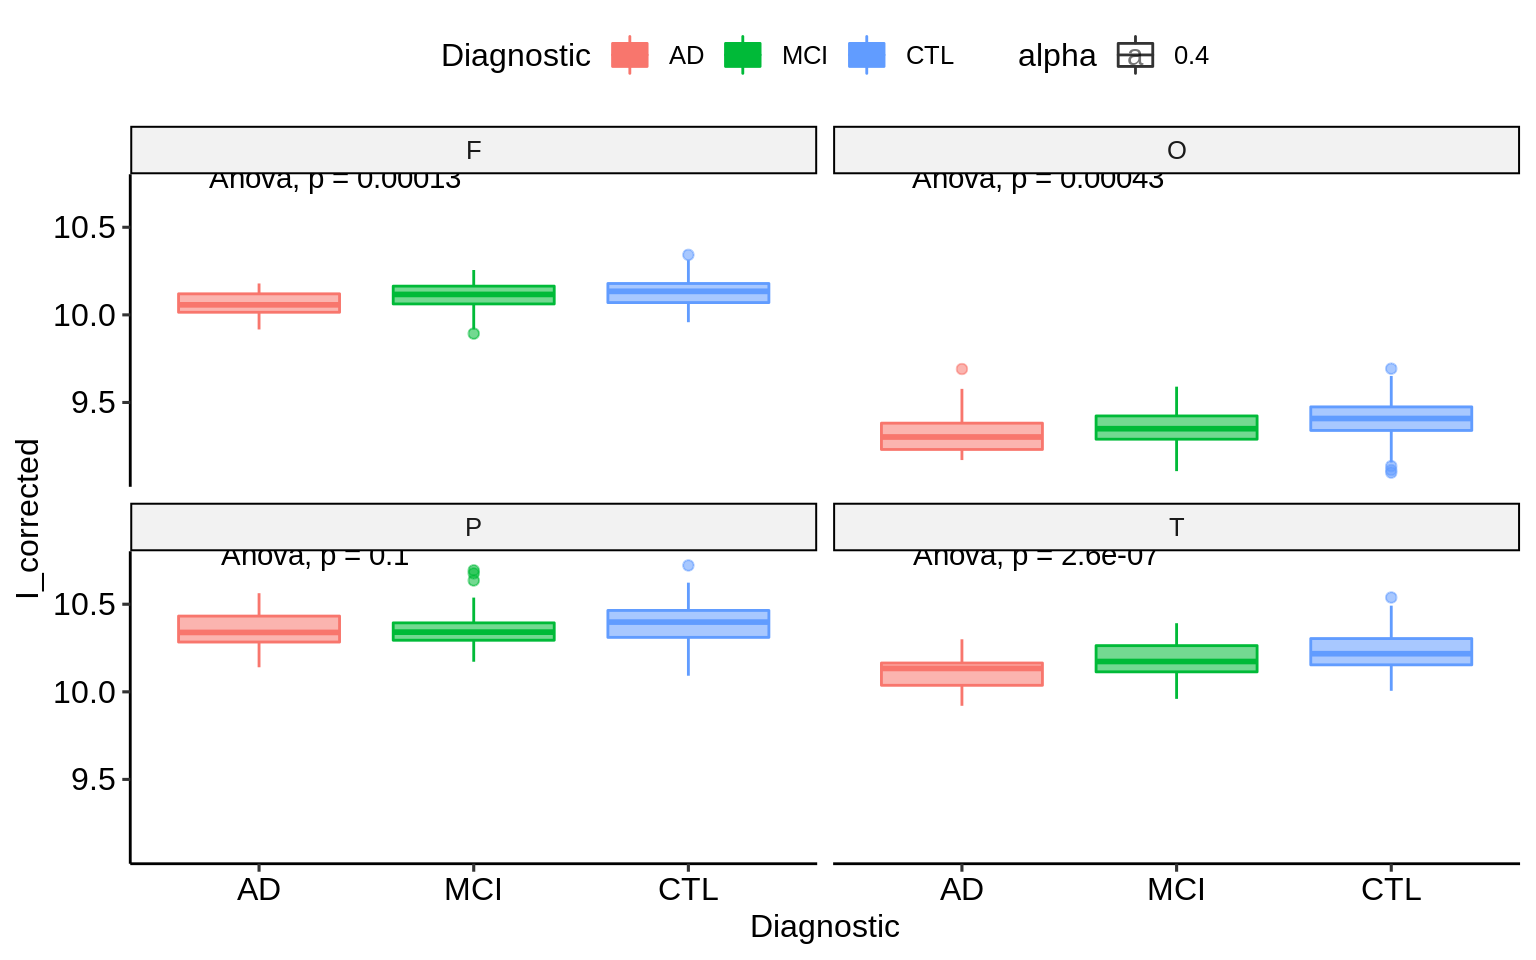 Diagnostic AD MCI CTL alpha a 0.4
F O
Anova, p = 0.00013 Anova, p = 0.00043
10.5
10.0
9.5
I_corrected
P T
Anova, p = 0.1 Anova, p = 2.6e-07
10.5
10.0
9.5
AD MCI CTL AD MCI CTL
Diagnostic